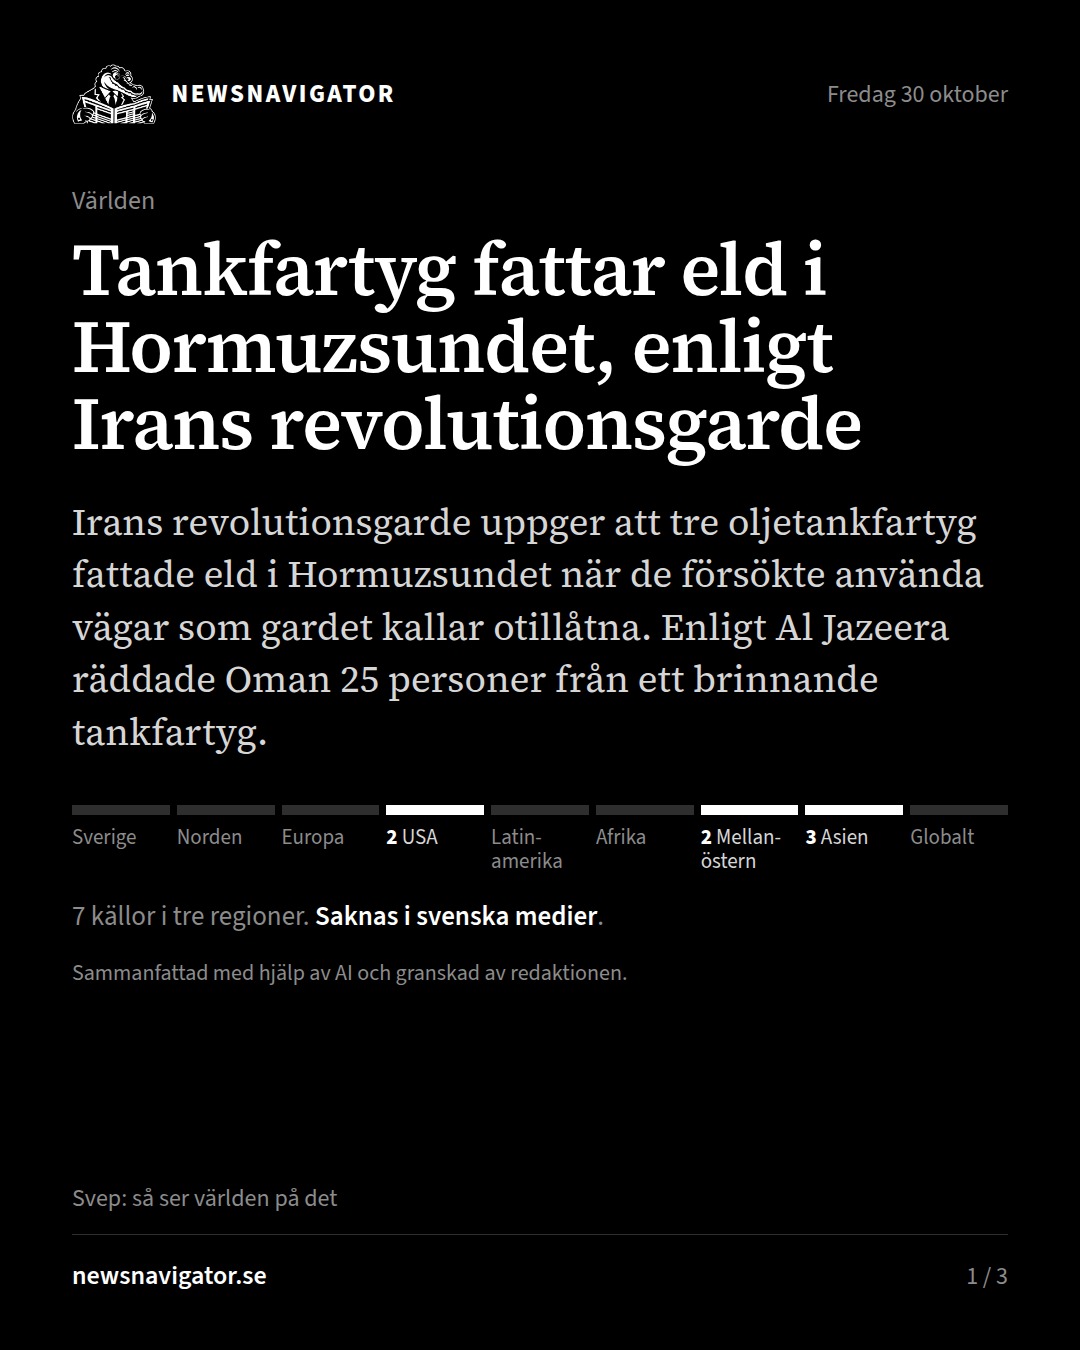 NEWSNAVIGATOR
Fredag 30 oktober
Världen
Tankfartyg fattar eld i
Hormuzsundet, enligt
Irans revolutionsgarde
Irans revolutionsgarde uppger att tre oljetankfartyg
fattade eld i Hormuzsundet när de försökte använda
vägar som gardet kallar otillåtna. Enligt Al Jazeera
räddade Oman 25 personer från ett brinnande
tankfartyg.
Sverige
Norden
Europa
2 USA
Latin-
amerika
Afrika
2 Mellan-
östern
3 Asien
Globalt
7 källor i tre regioner. Saknas i svenska medier.
Sammanfattad med hjälp av AI och granskad av redaktionen.
Svep: så ser världen på det
newsnavigator.se
1 / 3